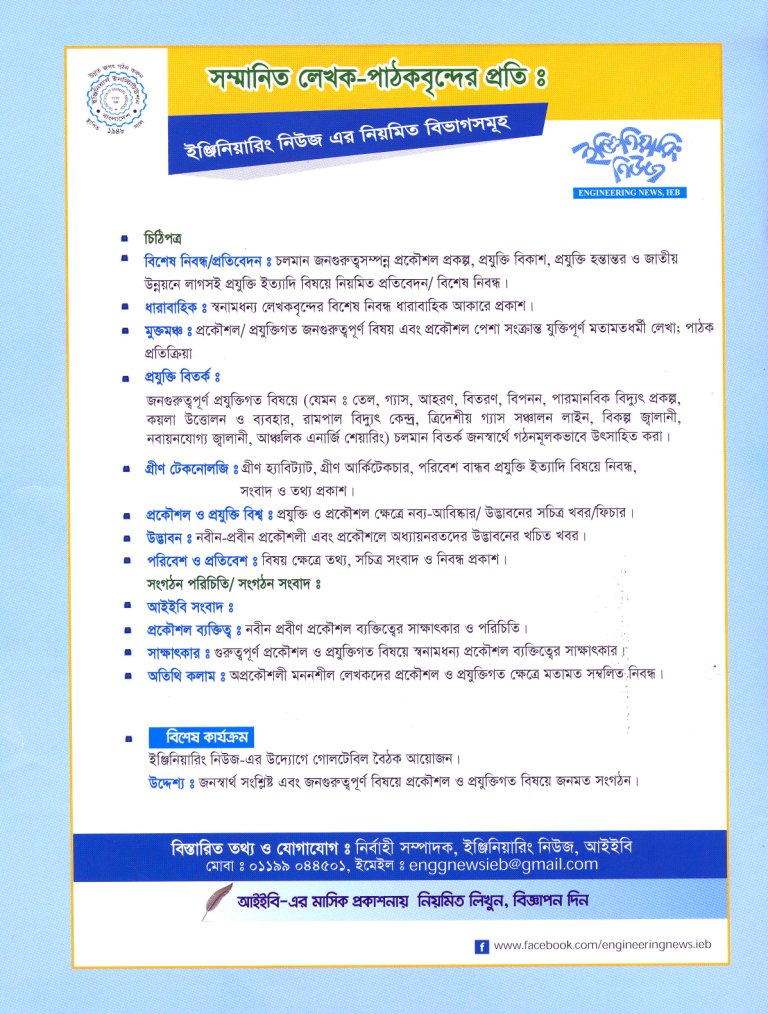 উন্নত জগৎ গঠন করুন
ইঞ্জিনিয়ার্স ইনস্টিটিউশন
বাংলাদেশ
স্থাপিত ১৯৪৮ সাল
সম্মানিত লেখক-পাঠকবৃন্দের প্রতি ঃ
ইঞ্জিনিয়ারিং নিউজ এর নিয়মিত বিভাগসমূহ
ইঞ্জিনিয়ারিং
নিউজ
ENGINEERING NEWS, IEB
চিঠিপত্র
বিশেষ নিবন্ধ/প্রতিবেদন ঃ চলমান জনগুরুত্বসম্পন্ন প্রকৌশল প্রকল্প, প্রযুক্তি বিকাশ, প্রযুক্তি হস্তান্তর ও জাতীয়
উন্নয়নে লাগসই প্রযুক্তি ইত্যাদি বিষয়ে নিয়মিত প্রতিবেদন/ বিশেষ নিবন্ধ।
ধারাবাহিক ঃ স্বনামধন্য লেখকবৃন্দের বিশেষ নিবন্ধ ধারাবাহিক আকারে প্রকাশ।
মুক্তমঞ্চ ঃ প্রকৌশল/ প্রযুক্তিগত জনগুরুত্বপূর্ণ বিষয় এবং প্রকৌশল পেশা সংক্রান্ত যুক্তিপূর্ণ মতামতধর্মী লেখা; পাঠক
প্রতিক্রিয়া
প্রযুক্তি বিতর্ক ঃ
জনগুরুত্বপূর্ণ প্রযুক্তিগত বিষয়ে (যেমন ঃ তেল, গ্যাস, আহরণ, বিতরণ, বিপনন, পারমানবিক বিদ্যুৎ প্রকল্প,
কয়লা উত্তোলন ও ব্যবহার, রামপাল বিদ্যুৎ কেন্দ্র, ত্রিদেশীয় গ্যাস সঞ্চালন লাইন, বিকল্প জ্বালানী,
নবায়নযোগ্য জ্বালানী, আঞ্চলিক এনার্জি শেয়ারিং) চলমান বিতর্ক জনস্বার্থে গঠনমূলকভাবে উৎসাহিত করা।
গ্রীণ টেকনোলজি ঃ গ্রীণ হ্যাবিট্যাট, গ্রীণ আর্কিটেকচার, পরিবেশ বান্ধব প্রযুক্তি ইত্যাদি বিষয়ে নিবন্ধ,
সংবাদ ও তথ্য প্রকাশ।
প্রকৌশল ও প্রযুক্তি বিশ্ব ঃ প্রযুক্তি ও প্রকৌশল ক্ষেত্রে নব্য-আবিষ্কার/ উদ্ভাবনের সচিত্র খবর/ফিচার।
উদ্ভাবন ঃ নবীন-প্রবীন প্রকৌশলী এবং প্রকৌশলে অধ্যায়নরতদের উদ্ভাবনের খচিত খবর।
পরিবেশ ও প্রতিবেশ ঃ বিষয় ক্ষেত্রে তথ্য, সচিত্র সংবাদ ও নিবন্ধ প্রকাশ।
সংগঠন পরিচিতি/ সংগঠন সংবাদ ঃ
আইইবি সংবাদ ঃ
প্রকৌশল ব্যক্তিত্ব ঃ নবীন প্রবীণ প্রকৌশল ব্যক্তিত্বের সাক্ষাৎকার ও পরিচিতি।
সাক্ষাৎকার ঃ গুরুত্বপূর্ণ প্রকৌশল ও প্রযুক্তিগত বিষয়ে স্বনামধন্য প্রকৌশল ব্যক্তিত্বের সাক্ষাৎকার।
অতিথি কলাম ঃ অপ্রকৌশলী মননশীল লেখকদের প্রকৌশল ও প্রযুক্তিগত ক্ষেত্রে মতামত সম্বলিত নিবন্ধ।
বিশেষ কার্যক্রম
ইঞ্জিনিয়ারিং নিউজ-এর উদ্যোগে গোলটেবিল বৈঠক আয়োজন।
উদ্দেশ্য ঃ জনস্বার্থ সংশ্লিষ্ট এবং জনগুরুত্বপূর্ণ বিষয়ে প্রকৌশল ও প্রযুক্তিগত বিষয়ে জনমত সংগঠন।
বিস্তারিত তথ্য ও যোগাযোগ ঃ নির্বাহী সম্পাদক, ইঞ্জিনিয়ারিং নিউজ, আইইবি
মোবা ঃ ০১১৯৯ ০৪৪৫০১, ইমেইল ঃ enggnewsieb@gmail.com
আইইবি-এর মাসিক প্রকাশনায় নিয়মিত লিখুন, বিজ্ঞাপন দিন
www.facebook.com/engineeringnews.ieb